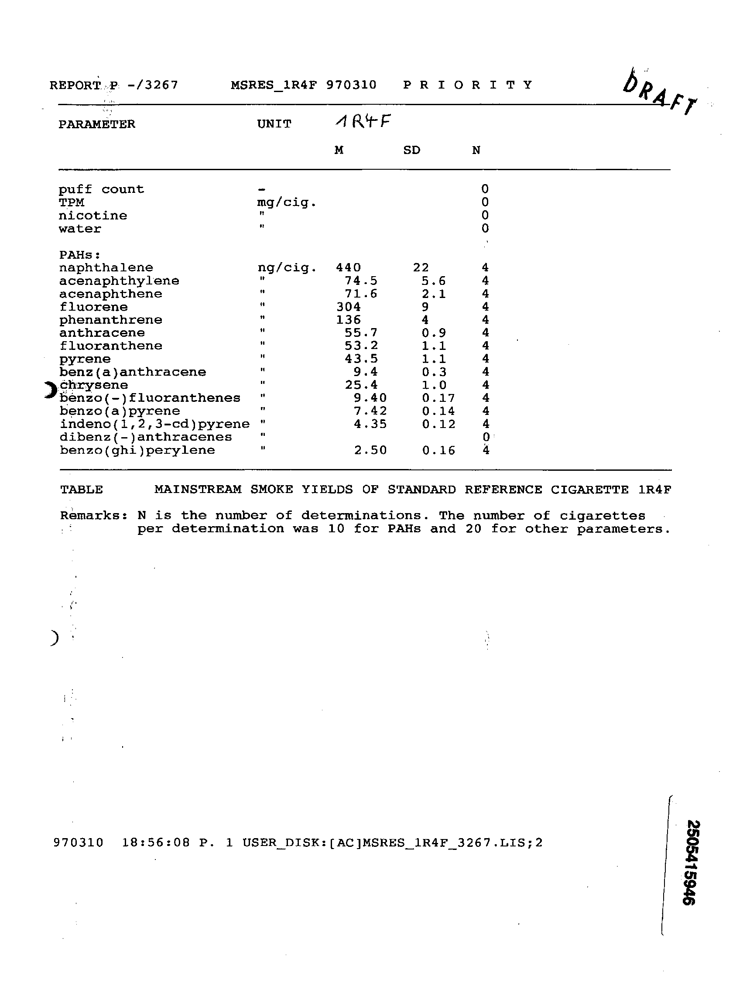 REPORT P -/3267 MSRES_1R4F 970310 P R I O R I T Y DRAFT
PARAMETER UNIT 1R4F
M SD N
puff count - 0
TPM mg/cig. 0
nicotine " 0
water " 0
PAHs:
naphthalene ng/cig. 440 22 4
acenaphthylene " 74.5 5.6 4
acenaphthene " 71.6 2.1 4
fluorene " 304 9 4
phenanthrene " 136 4 4
anthracene " 55.7 0.9 4
fluoranthene " 53.2 1.1 4
pyrene " 43.5 1.1 4
benz(a)anthracene " 9.4 0.3 4
chrysene " 25.4 1.0 4
benzo(-)fluoranthenes " 9.40 0.17 4
benzo(a)pyrene " 7.42 0.14 4
indeno(1,2,3-cd)pyrene " 4.35 0.12 4
dibenz(-)anthracenes " 0
benzo(ghi)perylene " 2.50 0.16 4
TABLE MAINSTREAM SMOKE YIELDS OF STANDARD REFERENCE CIGARETTE 1R4F
Remarks: N is the number of determinations. The number of cigarettes
per determination was 10 for PAHs and 20 for other parameters.
970310 18:56:08 P. 1 USER_DISK:[AC]MSRES_1R4F_3267.LIS;2
2505415946